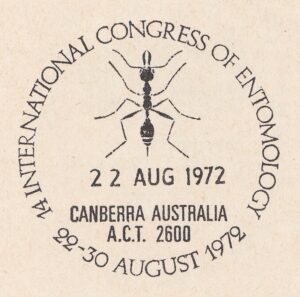 14 INTERNATIONAL CONGRESS OF ENTOMOLOGY
22 AUG 1972
CANBERRA AUSTRALIA
A.C.T. 2600
22-30 AUGUST 1972